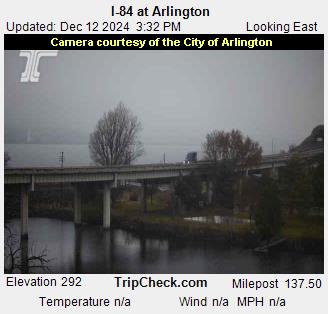 I-84 at Arlington
Updated: Dec 12 2024 3:32 PM Looking East
Camera courtesy of the City of Arlington
Elevation 292 TripCheck.com Milepost 137.50
Temperature n/a Wind n/a MPH n/a